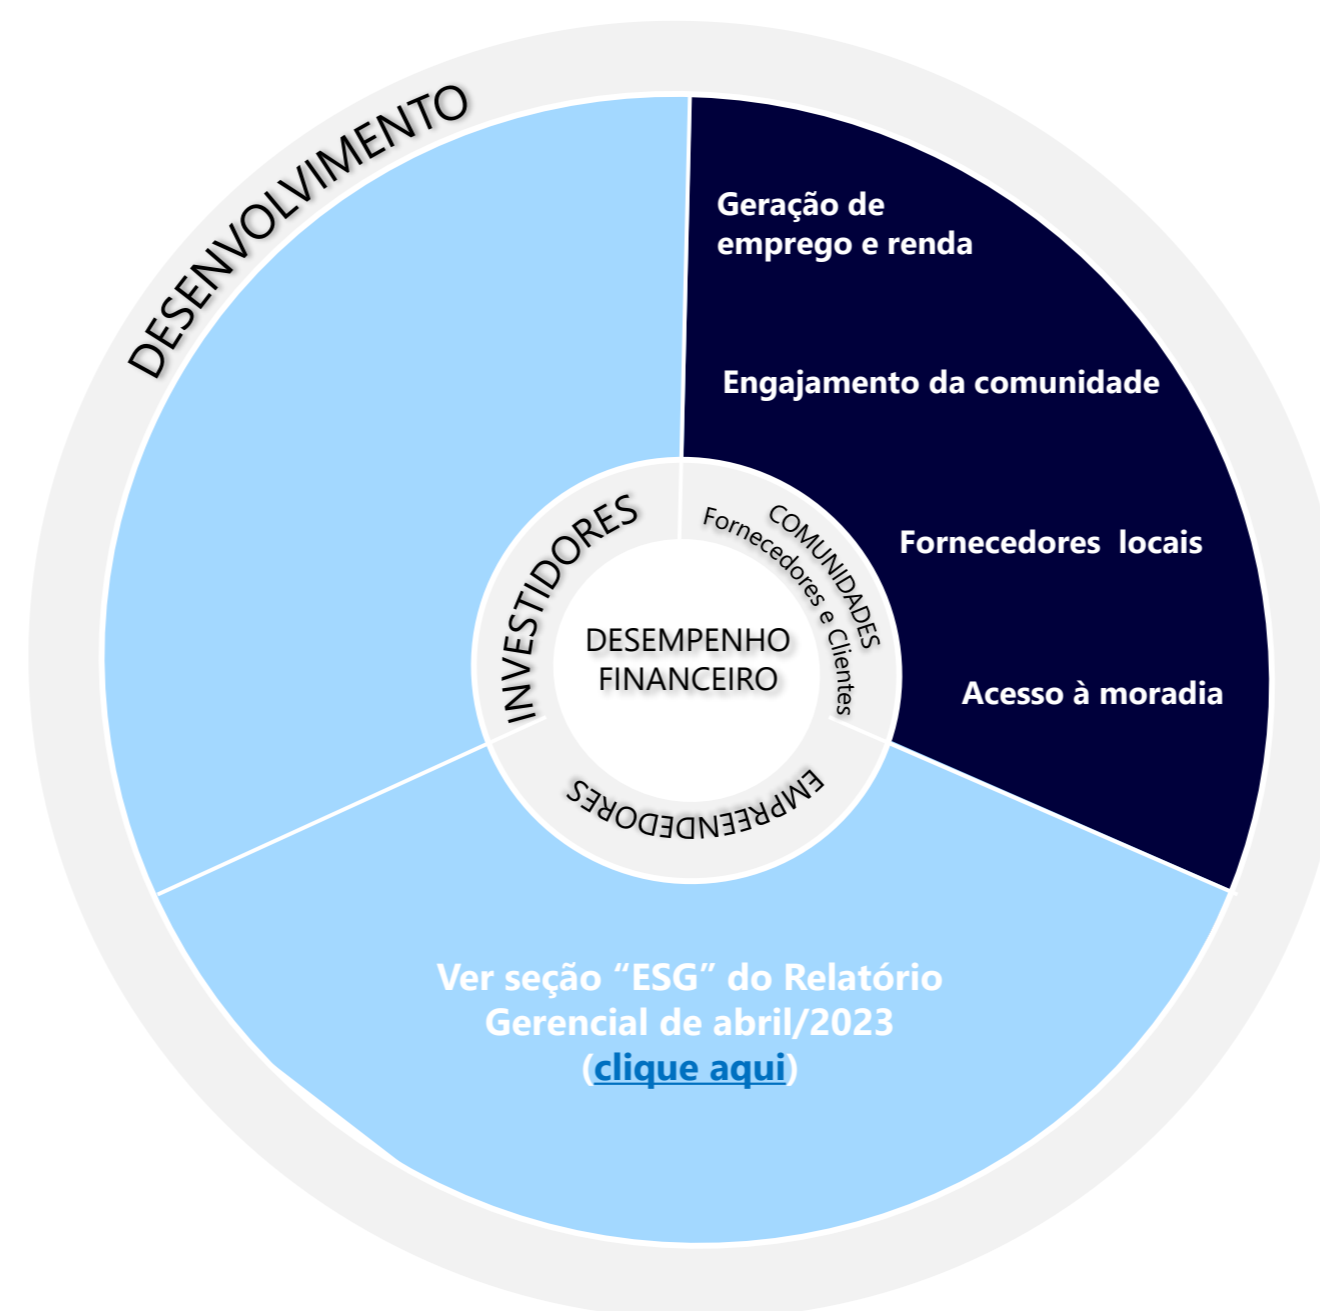 DESENVOLVIMENTO
Geração de
emprego e renda
Engajamento da comunidade
Fornecedores locais
Acesso à moradia
INVESTIDORES
COMUNIDADES
Fornecedores e Clientes
DESEMPENHO
FINANCEIRO
EMPREENDEDORES
Ver seção “ESG” do Relatório
Gerencial de abril/2023
(clique aqui)